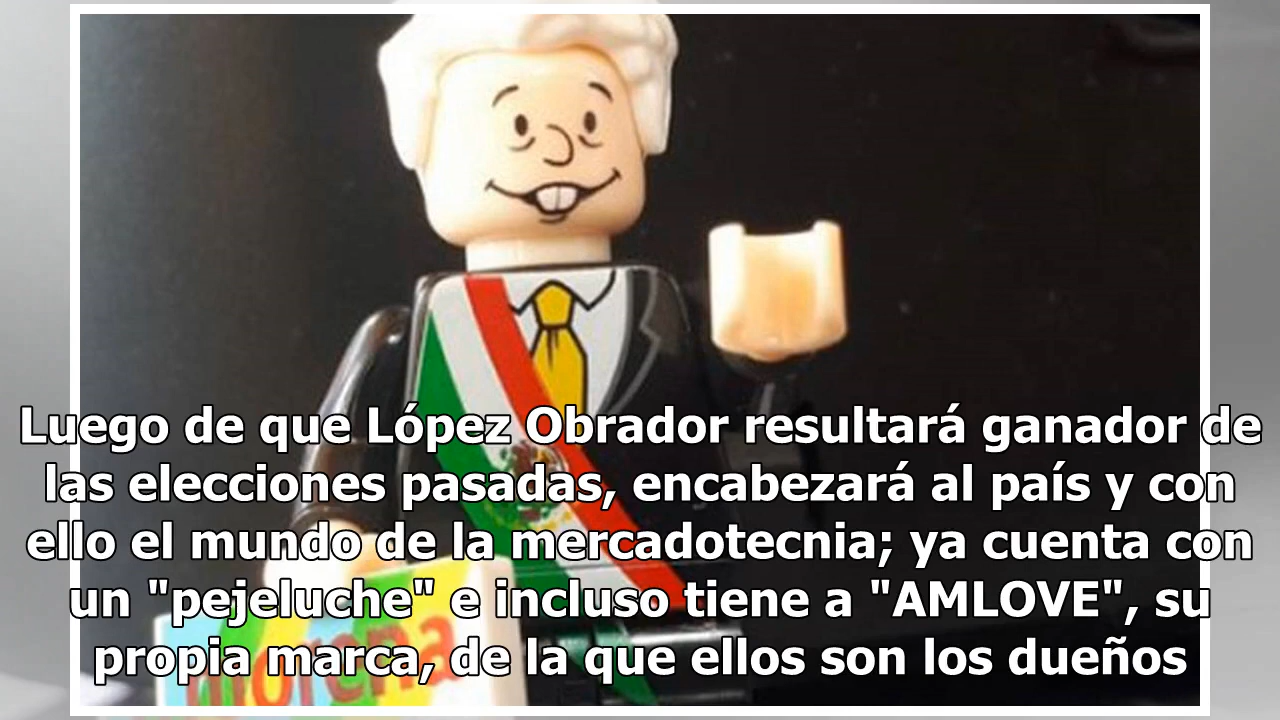 Luego de que López Obrador resultará ganador de
las elecciones pasadas, encabezará al país y con
ello el mundo de la mercadotecnia; ya cuenta con
un "pejeluche" e incluso tiene a "AMLOVE", su
propia marca, de la que ellos son los dueños
morena